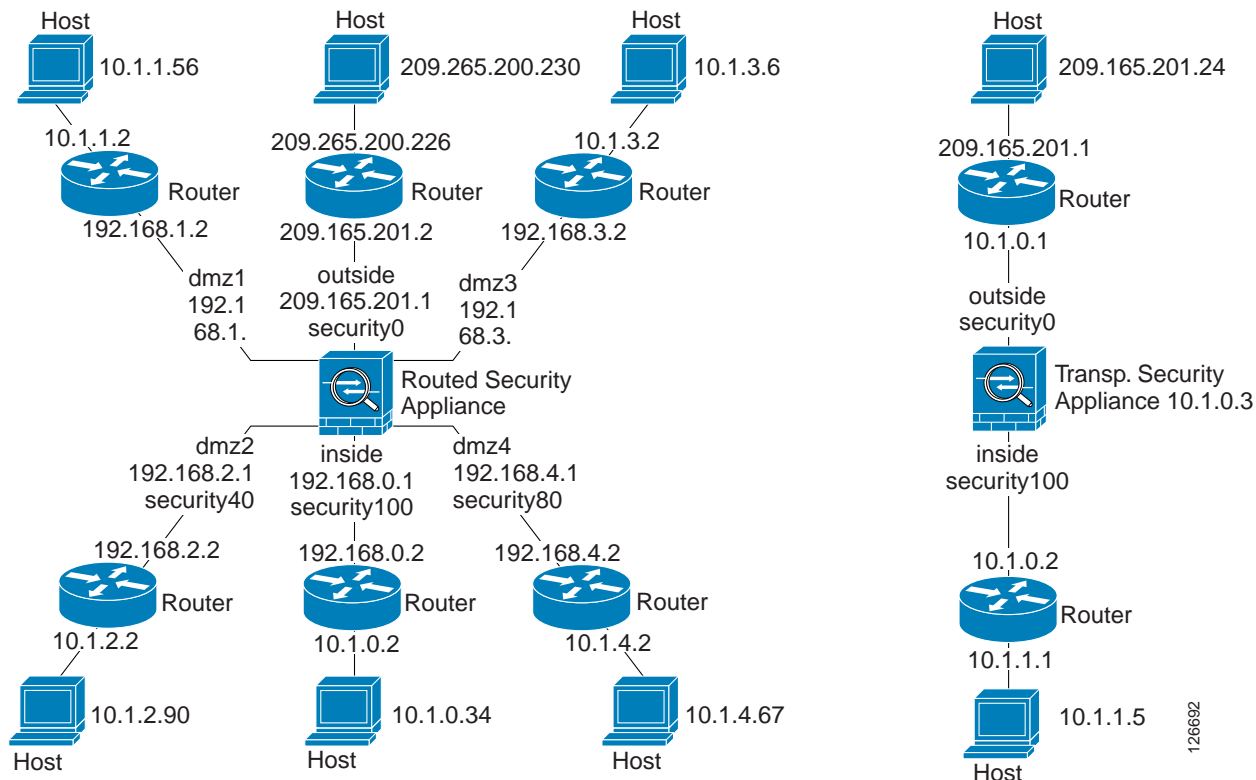 Host
10.1.1.56
10.1.1.2
Router
192.168.1.2
dmz1
192.1
68.1.
Host
209.265.200.230
209.265.200.226
Router
209.165.201.2
outside
209.165.201.1
security0
Host
10.1.3.6
10.1.3.2
Router
192.168.3.2
dmz3
192.1
68.3.
Routed Security
Appliance
dmz2
192.168.2.1
security40
192.168.2.2
Router
10.1.2.2
10.1.2.90
Host
inside
192.168.0.1
security100
192.168.0.2
Router
10.1.0.2
10.1.0.34
Host
dmz4
192.168.4.1
security80
192.168.4.2
Router
10.1.4.2
10.1.4.67
Host
Host
209.165.201.24
209.165.201.1
Router
10.1.0.1
outside
security0
Transp. Security
Appliance 10.1.0.3
inside
security100
10.1.0.2
Router
10.1.1.1
10.1.1.5
Host
126692